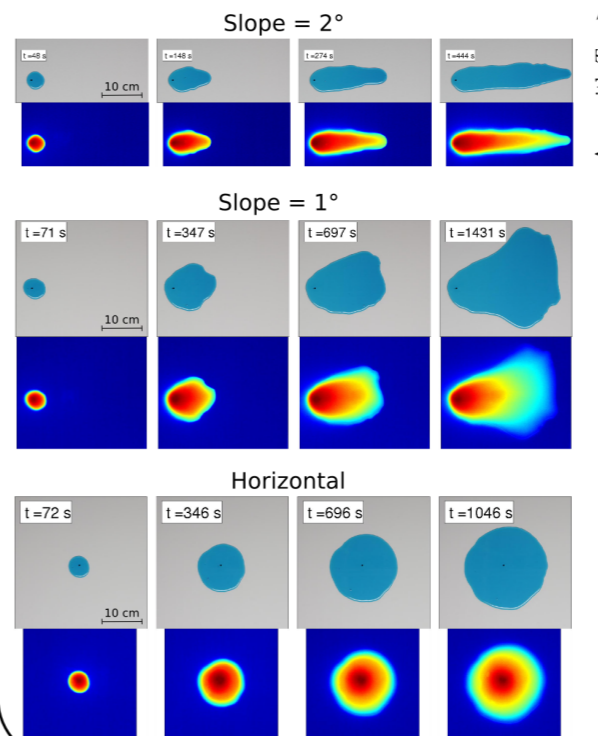 Slope = 2°
t =48 s
t =148 s
t =274 s
t =444 s
10 cm
Slope = 1°
t =71 s
t =347 s
t =697 s
t =1431 s
10 cm
Horizontal
t =72 s
t =346 s
t =696 s
t =1046 s
10 cm